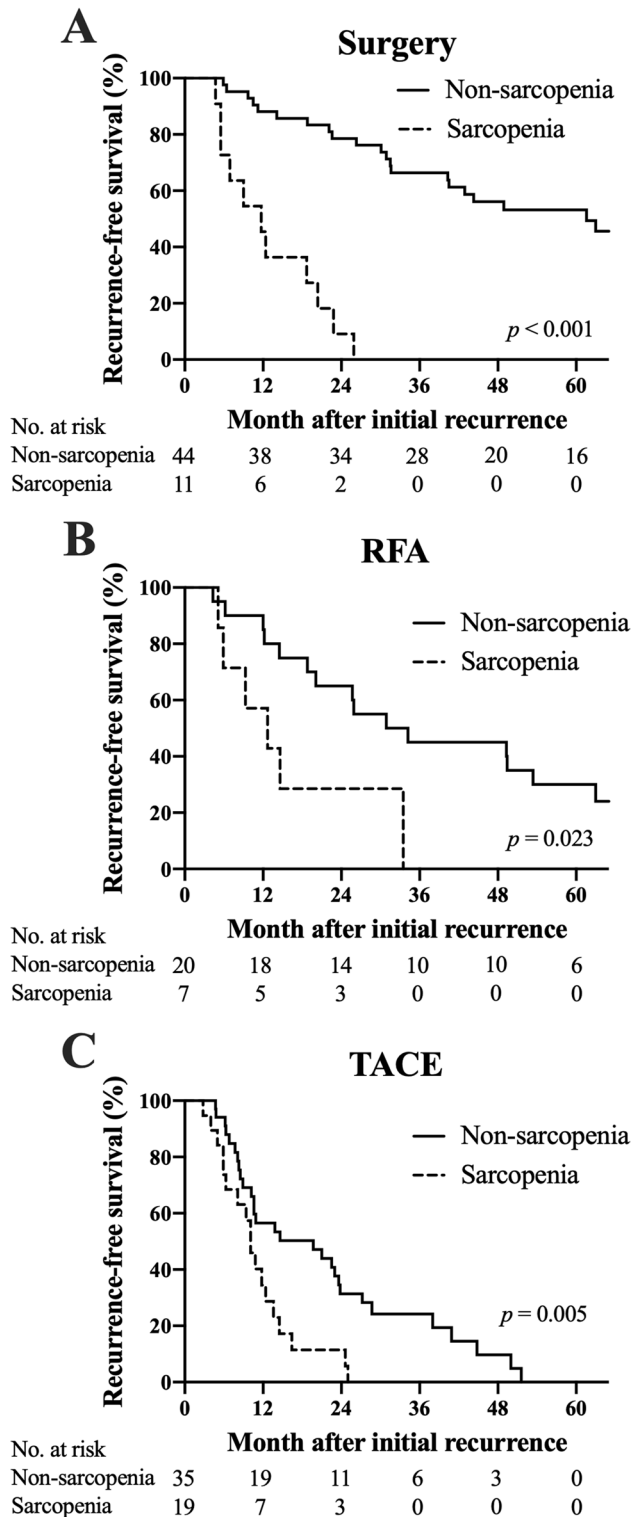 A
Surgery
Recurrence-free survival (%)
100
80
60
40
20
0
Non-sarcopenia
Sarcopenia
p < 0.001
0 12 24 36 48 60
Month after initial recurrence
No. at risk
Non-sarcopenia 44 38 34 28 20 16
Sarcopenia 11 6 2 0 0 0
B
RFA
Recurrence-free survival (%)
100
80
60
40
20
0
Non-sarcopenia
Sarcopenia
p = 0.023
0 12 24 36 48 60
Month after initial recurrence
No. at risk
Non-sarcopenia 20 18 14 10 10 6
Sarcopenia 7 5 3 0 0 0
C
TACE
Recurrence-free survival (%)
100
80
60
40
20
0
Non-sarcopenia
Sarcopenia
p = 0.005
0 12 24 36 48 60
Month after initial recurrence
No. at risk
Non-sarcopenia 35 19 11 6 3 0
Sarcopenia 19 7 3 0 0 0